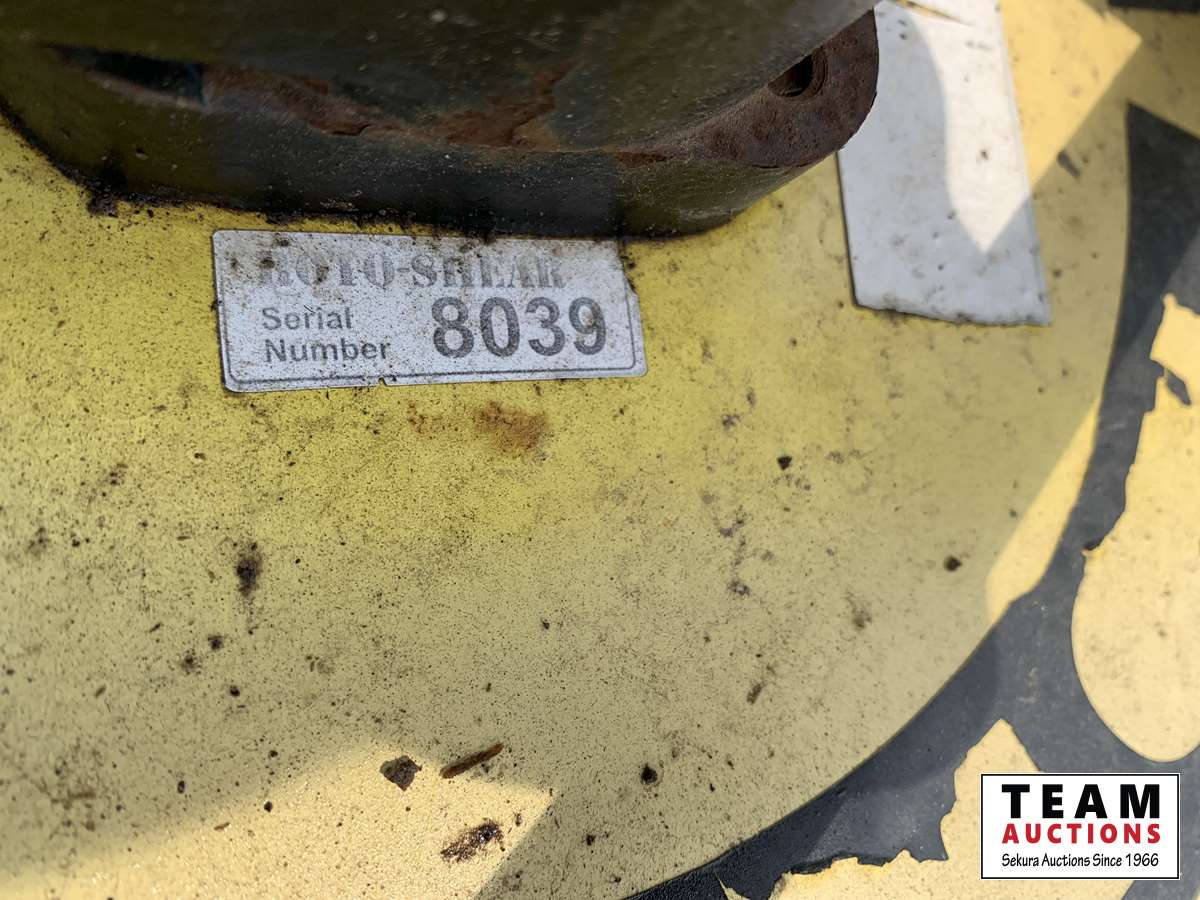 ROTO-SHEAR
Serial
Number 8039
TEAM
AUCTIONS
Sekura Auctions Since 1966